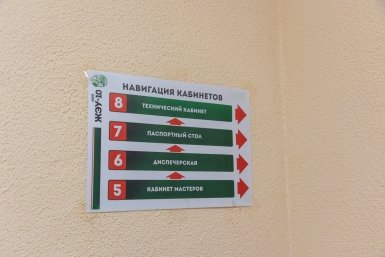 НАВИГАЦИЯ КАБИНЕТОВ
8 ТЕХНИЧЕСКИЙ КАБИНЕТ
7 ПАСПОРТНЫЙ СТОЛ
6 ДИСПЕЧЕРСКАЯ
5 КАБИНЕТ МАСТЕРОВ